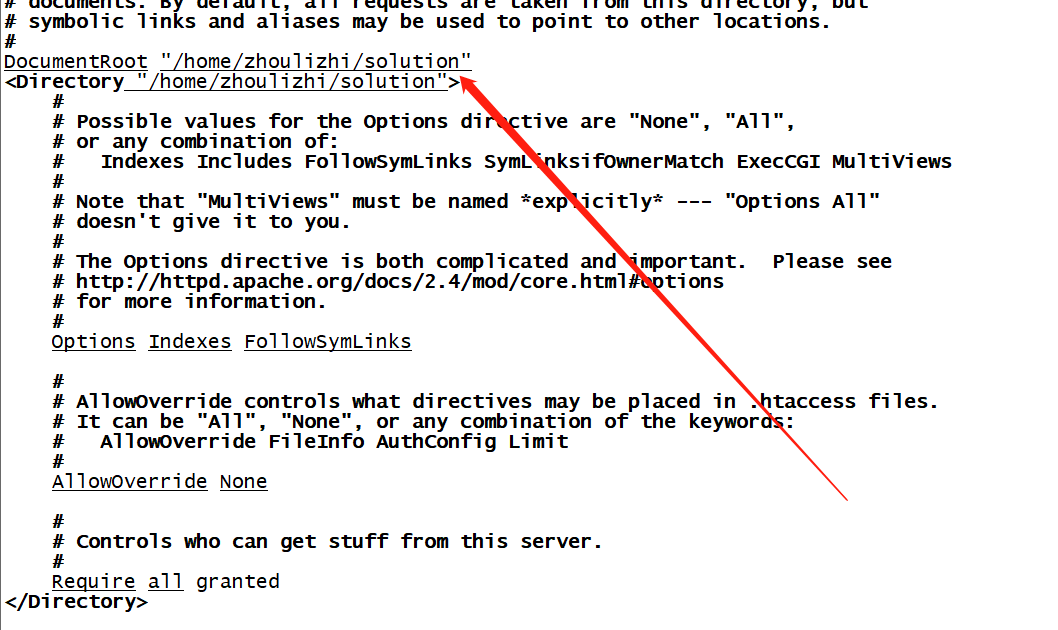 # documents. By default, all requests are taken from this directory, but
# symbolic links and aliases may be used to point to other locations.
#
DocumentRoot "/home/zhoulizhi/solution"
<Directory "/home/zhoulizhi/solution">
#
# Possible values for the Options directive are "None", "All",
# or any combination of:
#   Indexes Includes FollowSymLinks SymLinksifOwnerMatch ExecCGI MultiViews
#
# Note that "MultiViews" must be named *explicitly* --- "Options All"
# doesn't give it to you.
#
# The Options directive is both complicated and important.  Please see
# http://httpd.apache.org/docs/2.4/mod/core.html#options
# for more information.
#
Options Indexes FollowSymLinks
#
# AllowOverride controls what directives may be placed in .htaccess files.
# It can be "All", "None", or any combination of the keywords:
#   AllowOverride FileInfo AuthConfig Limit
#
AllowOverride None
#
# Controls who can get stuff from this server.
#
Require all granted
</Directory>